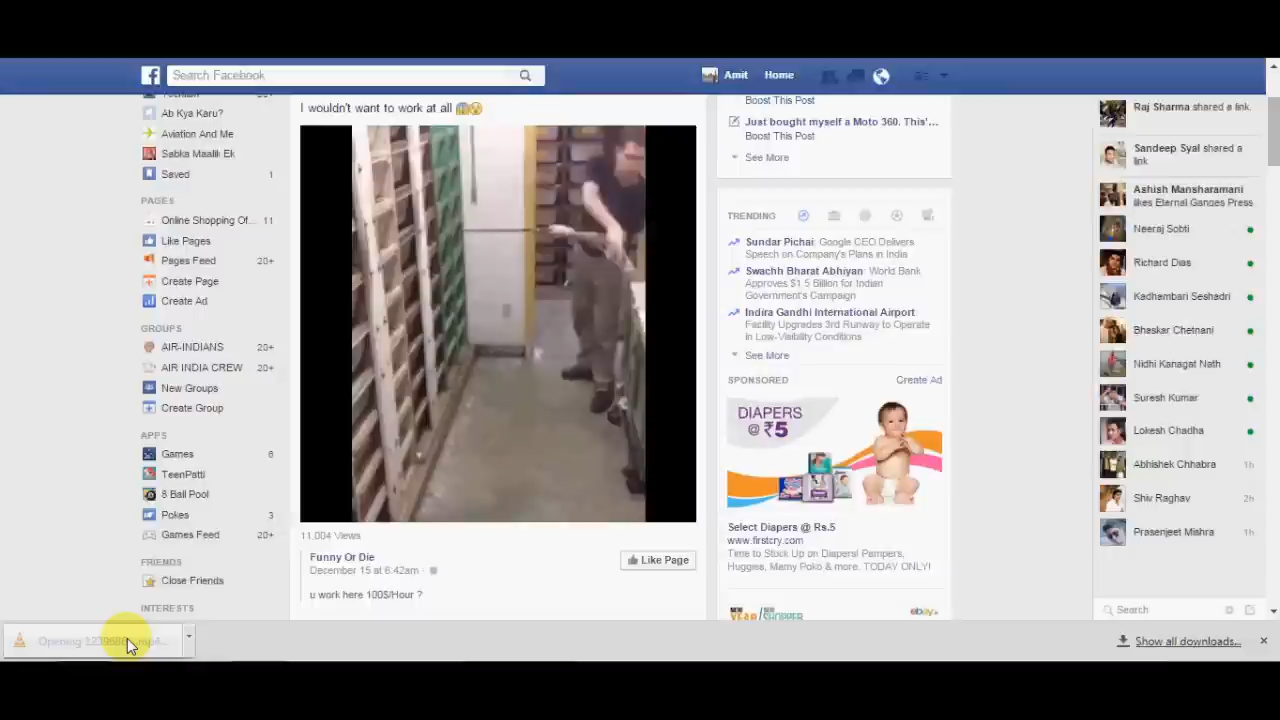 Search Facebook
Amit
Home
Ab Kya Karu?
Aviation And Me
Sabka Maalik Ek
Saved 1
PAGES
Online Shopping Of... 11
Like Pages
Pages Feed 20+
Create Page
Create Ad
GROUPS
AIR-INDIANS 20+
AIR INDIA CREW 20+
New Groups
Create Group
APPS
Games 6
TeenPatti
8 Ball Pool
Pokes 3
Games Feed 20+
FRIENDS
Close Friends
INTERESTS
I wouldn't want to work at all
11,004 Views
Funny Or Die
December 15 at 6:42am
Like Page
u work here 100$/Hour ?
Boost This Post
Just bought myself a Moto 360. This'...
Boost This Post
See More
TRENDING
Sundar Pichai: Google CEO Delivers
Speech on Company's Plans in India
Swachh Bharat Abhiyan: World Bank
Approves $1.5 Billion for Indian
Government's Campaign
Indira Gandhi International Airport
Facility Upgrades 3rd Runway to Operate
in Low-Visibility Conditions
See More
SPONSORED
Create Ad
DIAPERS
@ ₹5
Select Diapers @ Rs.5
www.firstcry.com
Time to Stock Up on Diapers! Pampers,
Huggies, Mamy Poko & more. TODAY ONLY!
NEW YEAR/NEW SHOPPER
ebay
Raj Sharma shared a link.
Sandeep Syal shared a
link
Ashish Mansharamani
likes Eternal Ganges Press
Neeraj Sobti
Richard Dias
Kadhambari Seshadri
Bhaskar Chetnani
Nidhi Kanagat Nath
Suresh Kumar
Lokesh Chadha
Abhishek Chhabra 1h
Shiv Raghav 2h
Prasenjeet Mishra 1h
Search
Opening
Show all downloads...